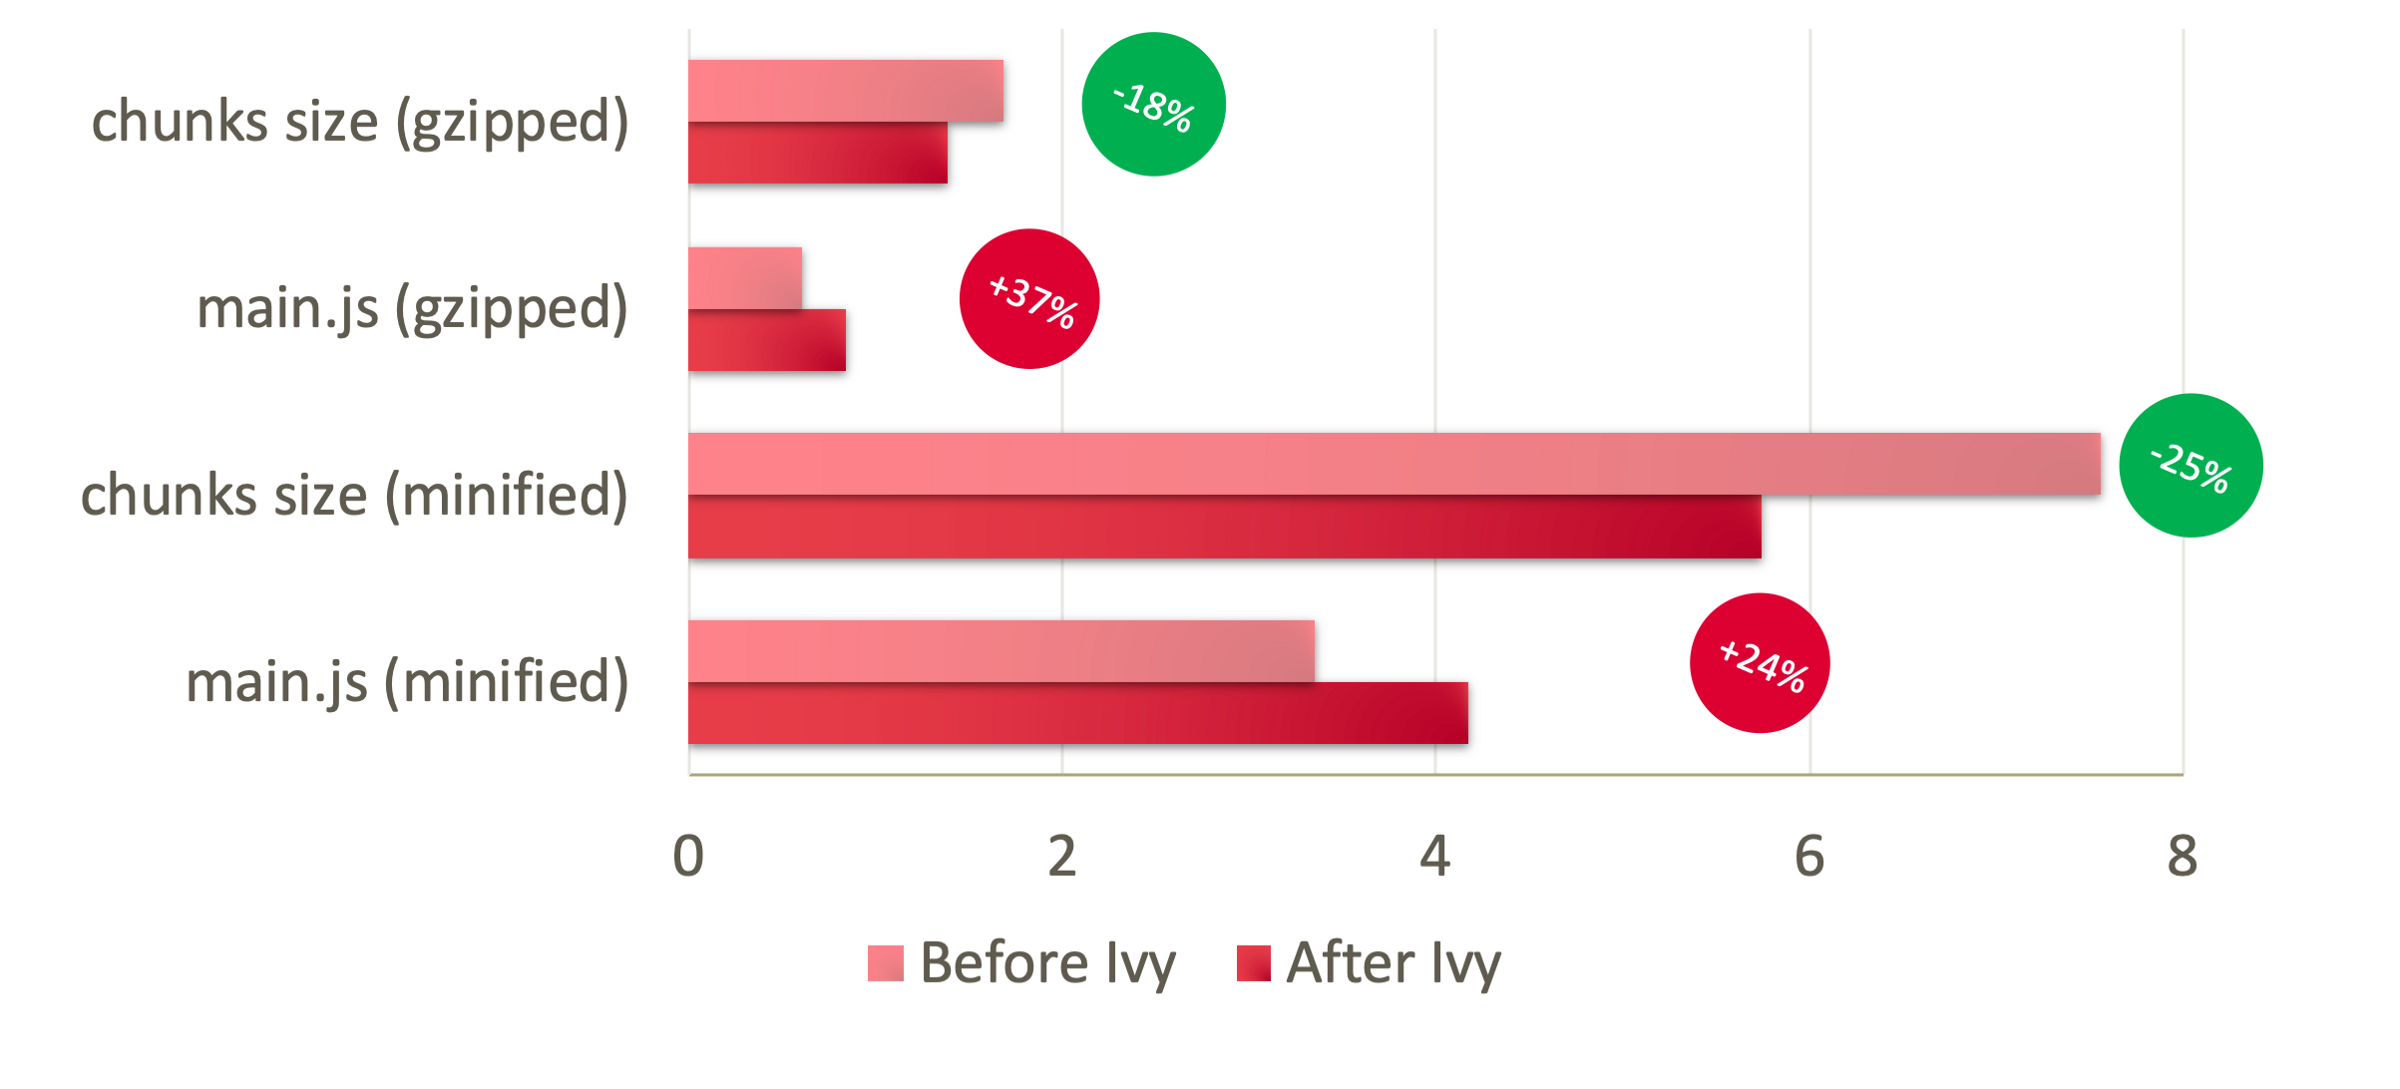 chunks size (gzipped)
-18%
main.js (gzipped)
+37%
chunks size (minified)
-25%
main.js (minified)
+24%
0 2 4 6 8
Before Ivy After Ivy